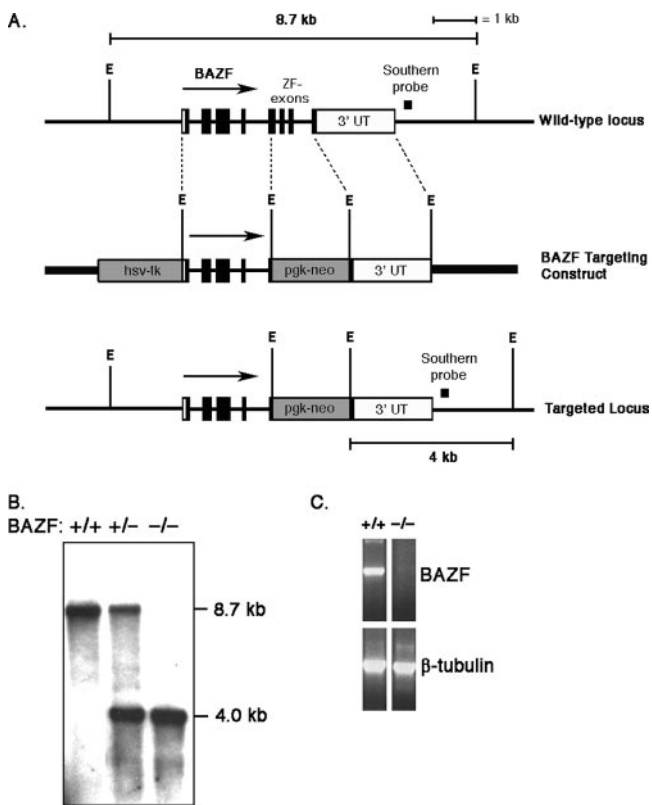 A.
8.7 kb
= 1 kb
E
BAZF
ZF-
exons
Southern
probe
E
3' UT
Wild-type locus
E
E
E
E
hsv-tk
pgk-neo
3' UT
BAZF Targeting
Construct
E
E
E
Southern
probe
E
pgk-neo
3' UT
Targeted Locus
4 kb
B.
BAZF: +/+ +/– –/–
8.7 kb
4.0 kb
C.
+/+ –/–
BAZF
β-tubulin